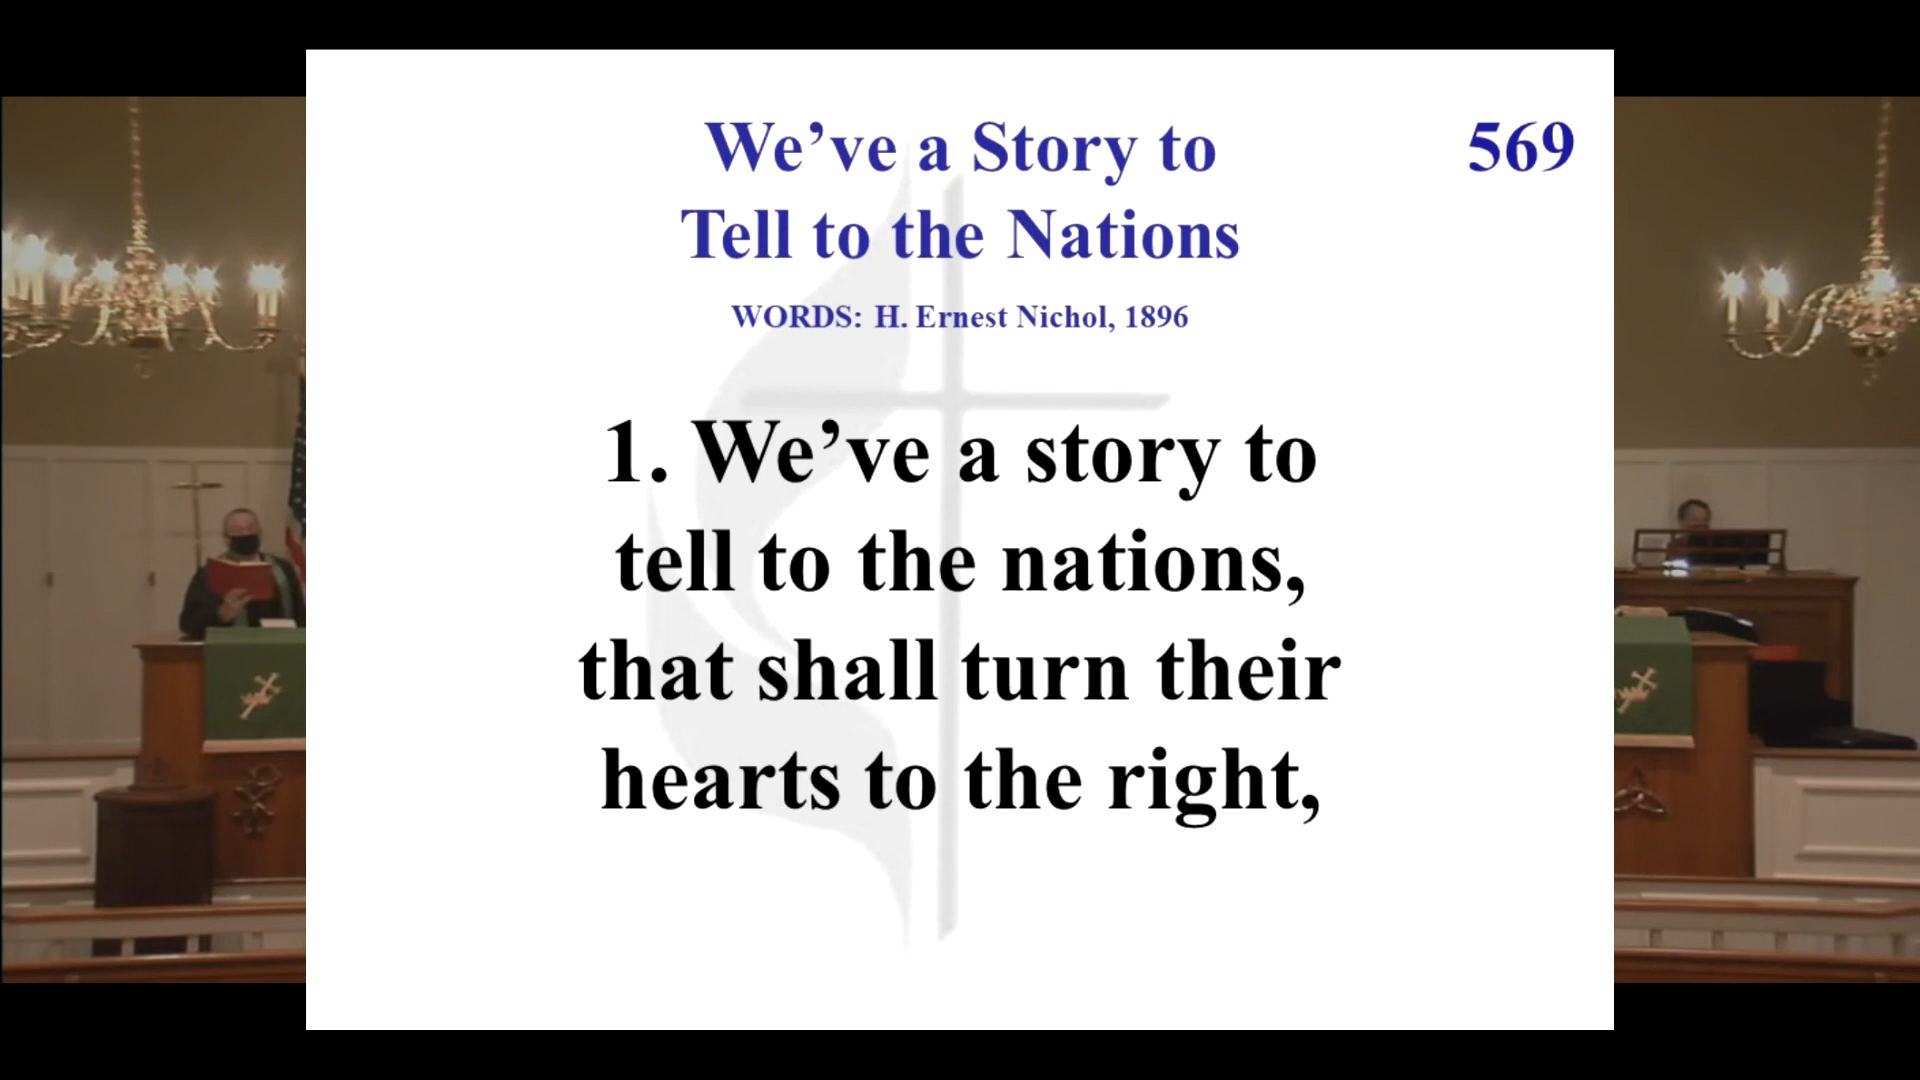 We’ve a Story to
Tell to the Nations
569
WORDS: H. Ernest Nichol, 1896
1. We’ve a story to
tell to the nations,
that shall turn their
hearts to the right,